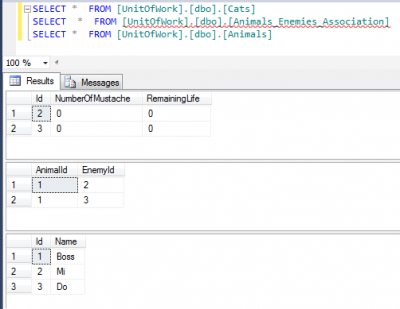 SELECT * FROM [UnitOfWork].[dbo].[Cats]
SELECT * FROM [UnitOfWork].[dbo].[Animals_Enemies_Association]
SELECT * FROM [UnitOfWork].[dbo].[Animals]
100 %
Results Messages
Id NumberOfMustache RemainingLife
1 2 0 0
2 3 0 0
AnimalId EnemyId
1 1 2
2 1 3
Id Name
1 1 Boss
2 2 Mi
3 3 Do